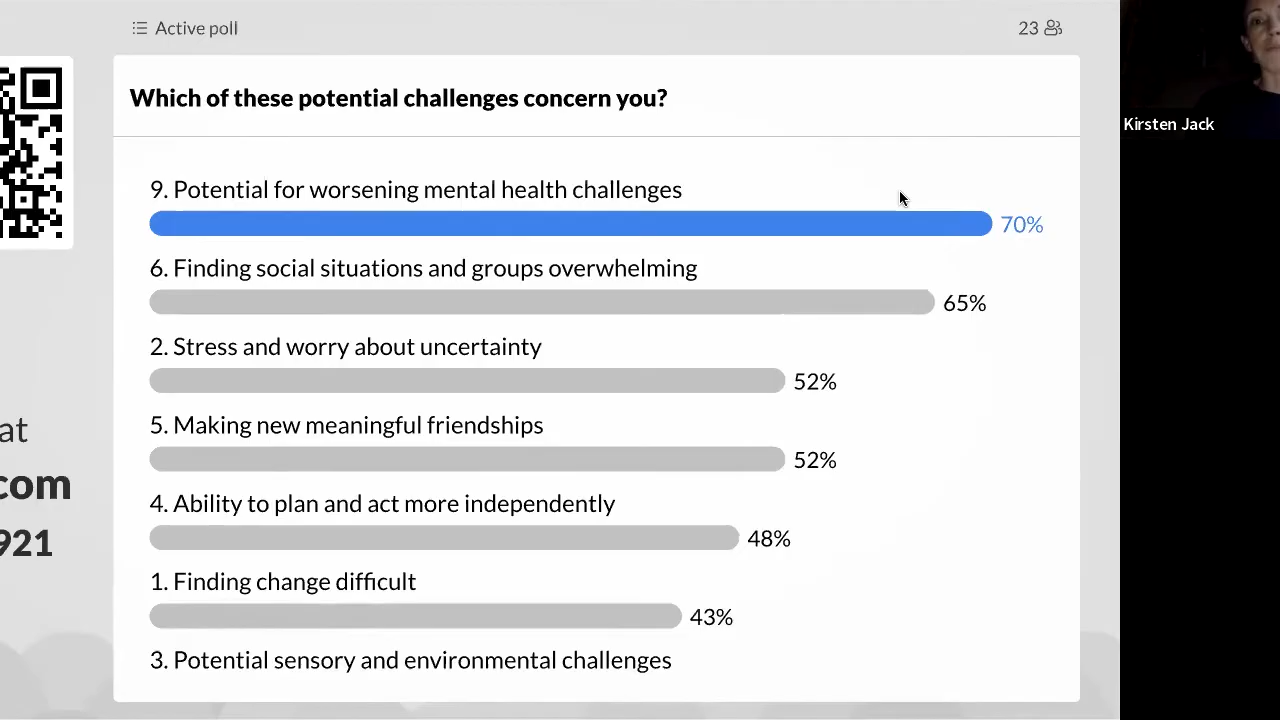 Active poll
23
Which of these potential challenges concern you?
9. Potential for worsening mental health challenges
70%
6. Finding social situations and groups overwhelming
65%
2. Stress and worry about uncertainty
52%
5. Making new meaningful friendships
52%
4. Ability to plan and act more independently
48%
1. Finding change difficult
43%
3. Potential sensory and environmental challenges
at
com
921
Kirsten Jack